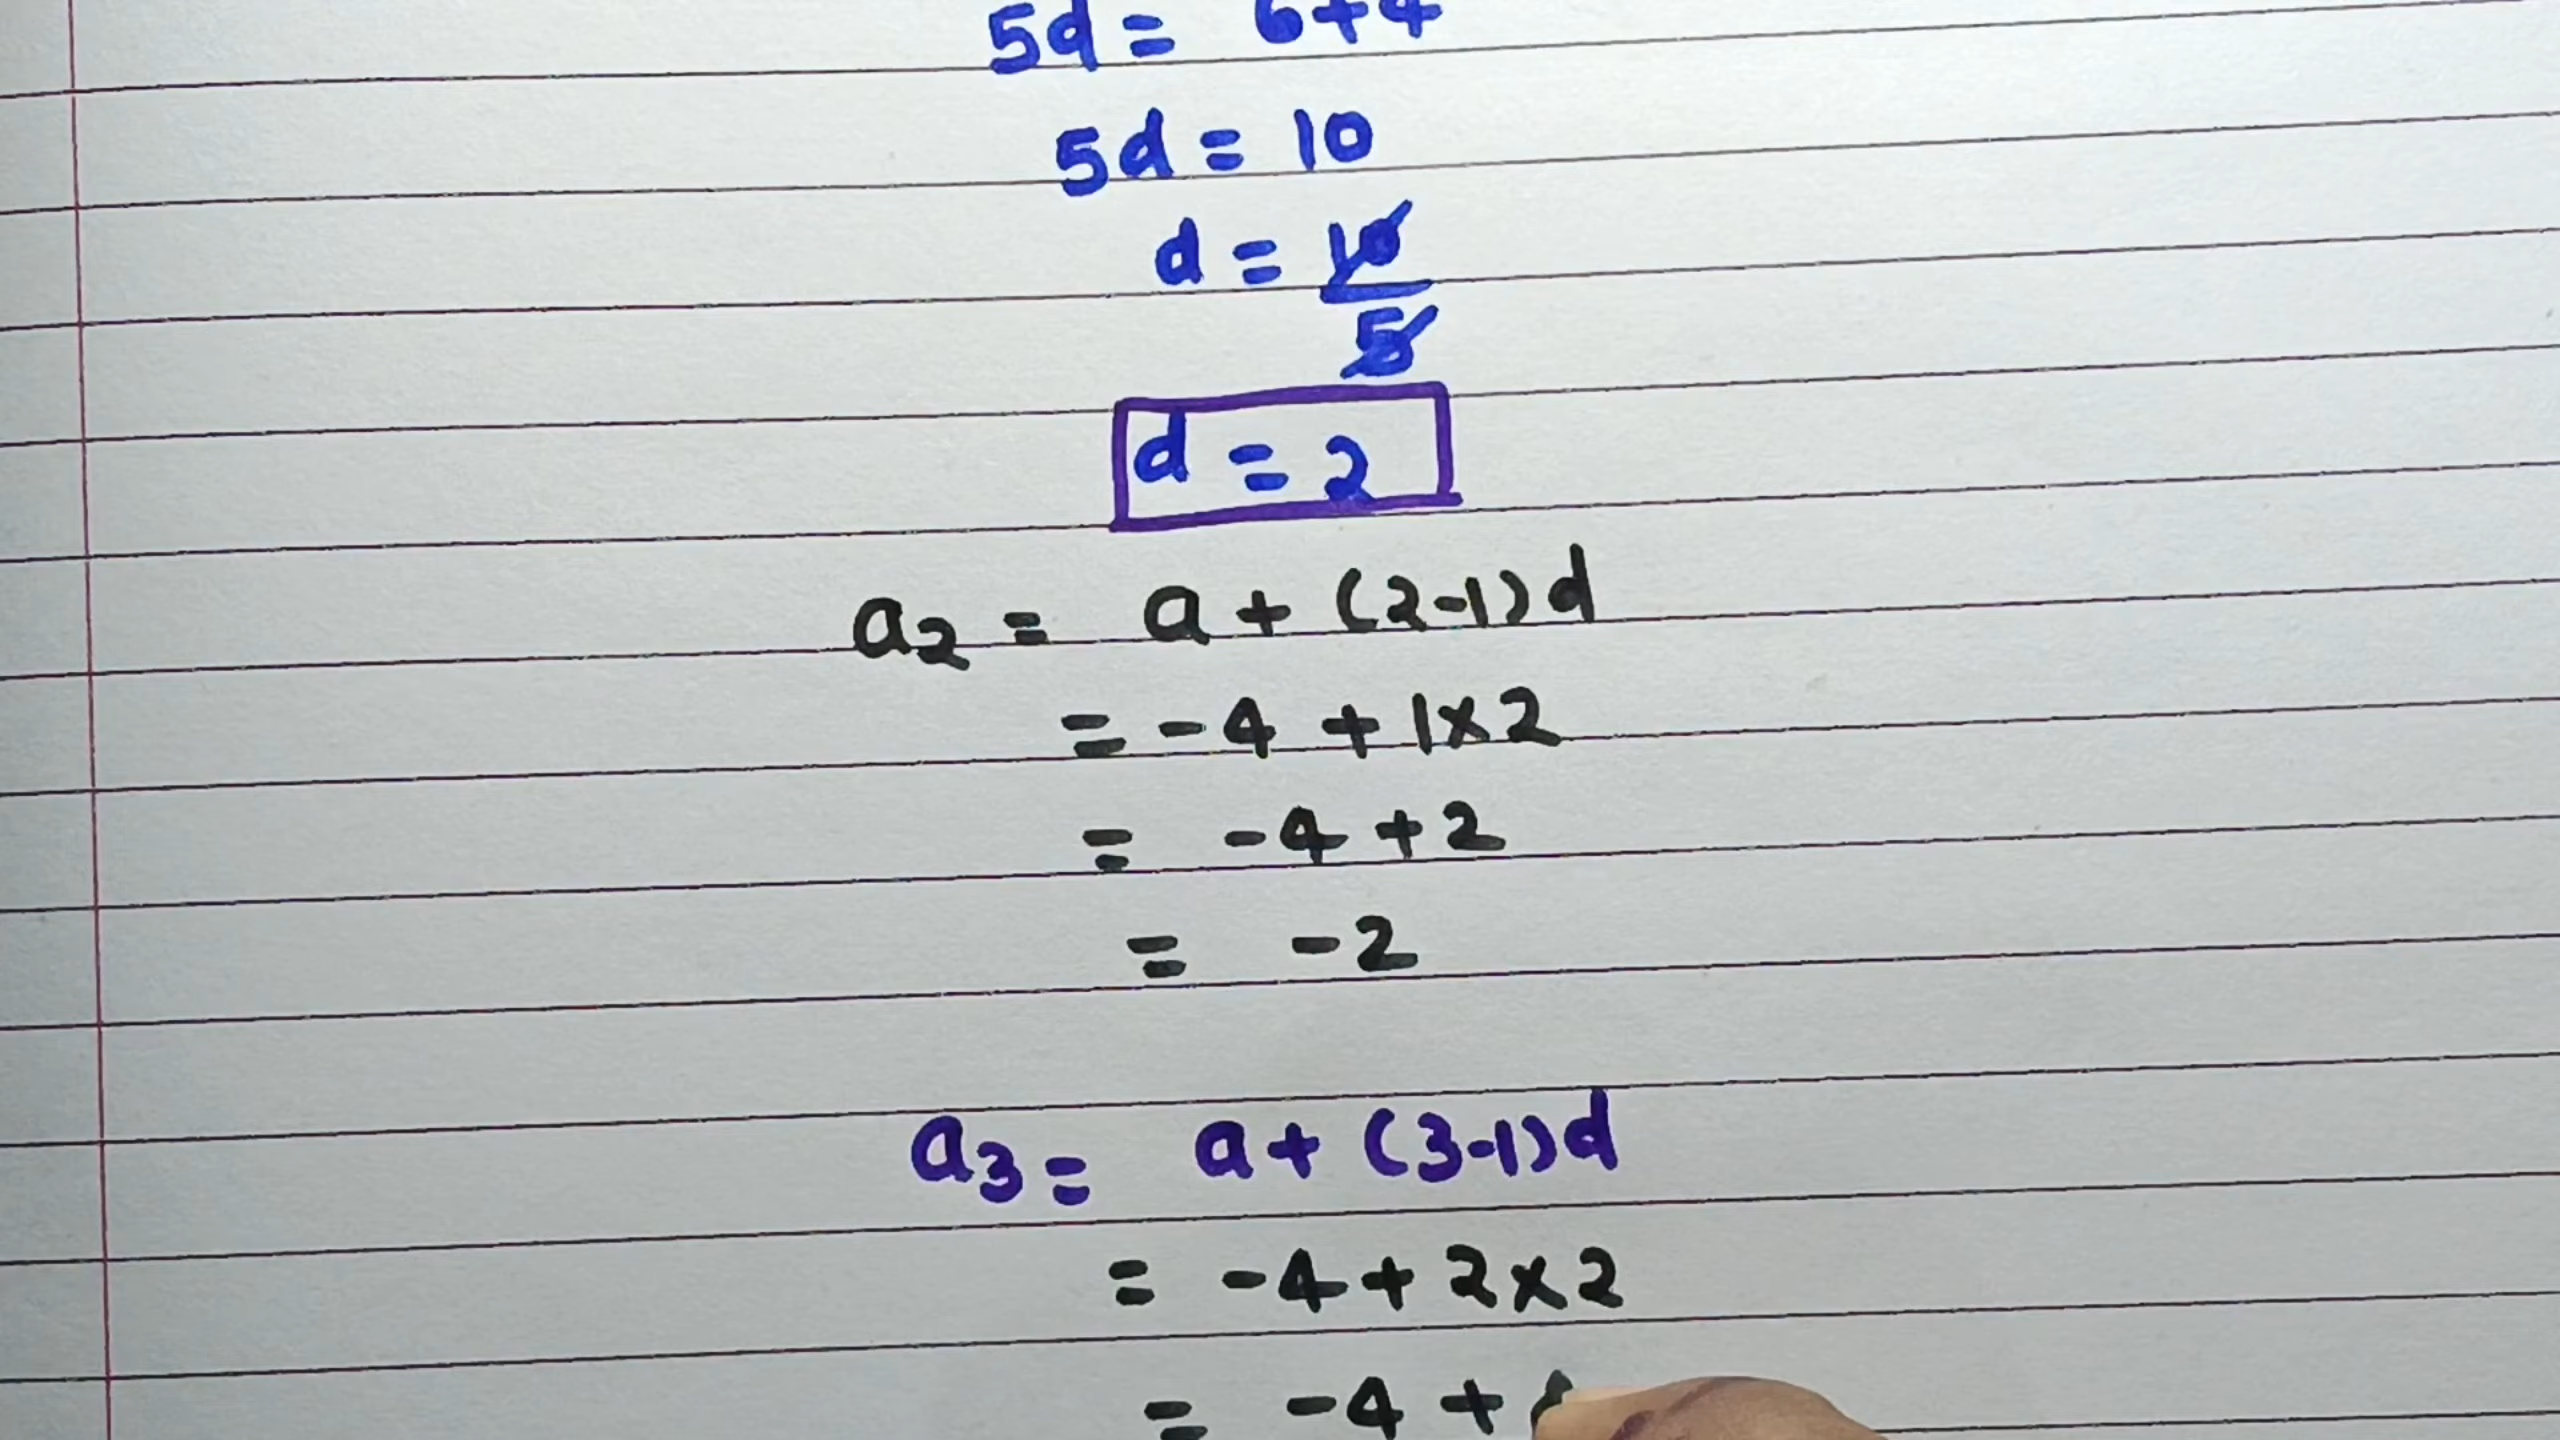 5d = 6+4
5d = 10
d = 10/5
d = 2
a₂ = a + (2-1)d
= -4 + 1×2
= -4 + 2
= -2
a₃ = a + (3-1)d
= -4 + 2×2
= -4 +